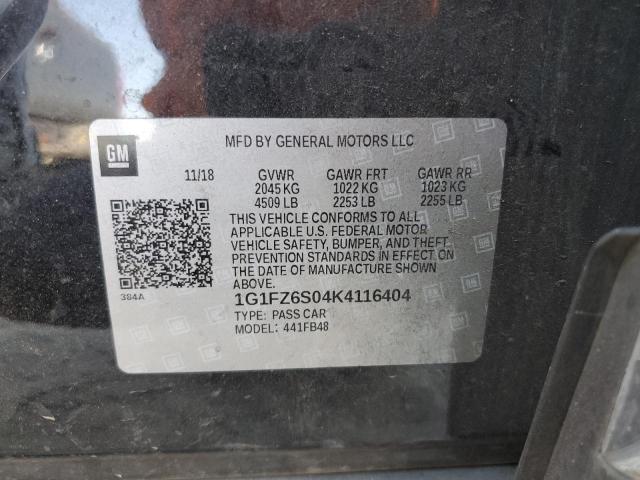 GM
MFD BY GENERAL MOTORS LLC
11/18 GVWR GAWR FRT GAWR RR
2045 KG 1022 KG 1023 KG
4509 LB 2253 LB 2255 LB
THIS VEHICLE CONFORMS TO ALL
APPLICABLE U.S. FEDERAL MOTOR
VEHICLE SAFETY, BUMPER, AND THEFT
PREVENTION STANDARDS IN EFFECT ON
THE DATE OF MANUFACTURE SHOWN
ABOVE.
384A
1G1FZ6S04K4116404
TYPE: PASS CAR
MODEL: 441FB48